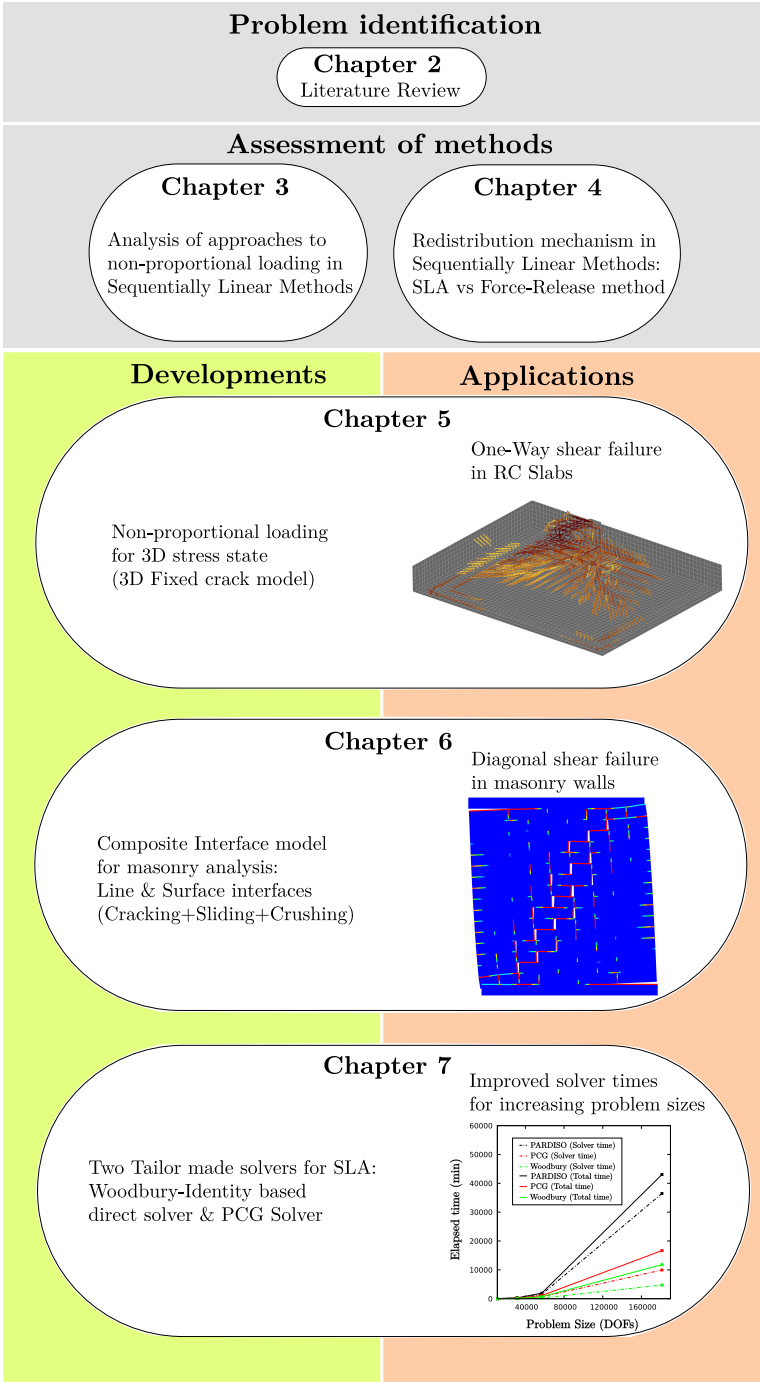 Problem identification
Chapter 2
Literature Review
Assessment of methods
Chapter 3
Analysis of approaches to
non-proportional loading in
Sequentially Linear Methods
Chapter 4
Redistribution mechanism in
Sequentially Linear Methods:
SLA vs Force-Release method
Developments
Applications
Chapter 5
Non-proportional loading
for 3D stress state
(3D Fixed crack model)
One-Way shear failure
in RC Slabs
Chapter 6
Composite Interface model
for masonry analysis:
Line & Surface interfaces
(Cracking+Sliding+Crushing)
Diagonal shear failure
in masonry walls
Chapter 7
Two Tailor made solvers for SLA:
Woodbury-Identity based
direct solver & PCG Solver
Improved solver times
for increasing problem sizes
Elapsed time (min)
60000
50000
40000
30000
20000
10000
0
PARDISO (Solver time)
PCG (Solver time)
Woodbury (Solver time)
PARDISO (Total time)
PCG (Total time)
Woodbury (Total time)
40000 80000 120000 160000
Problem Size (DOFs)